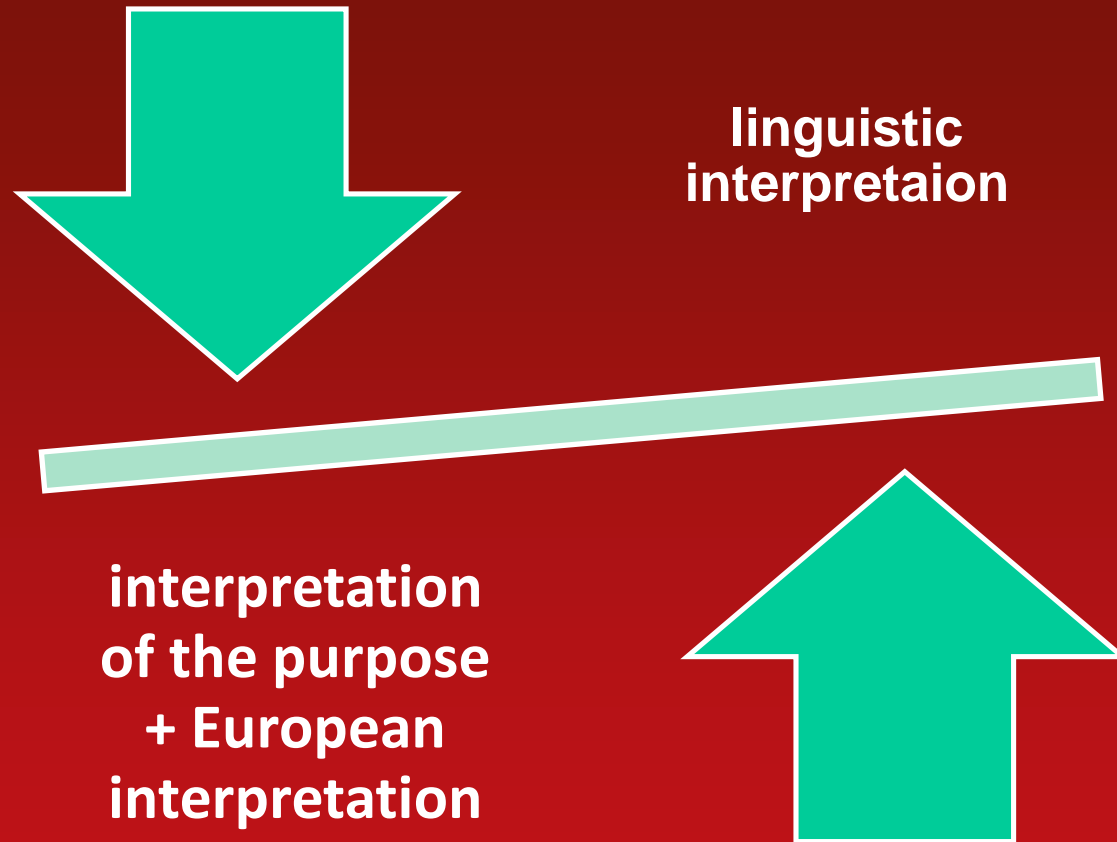 linguistic
interpretaion
interpretation
of the purpose
+ European
interpretation